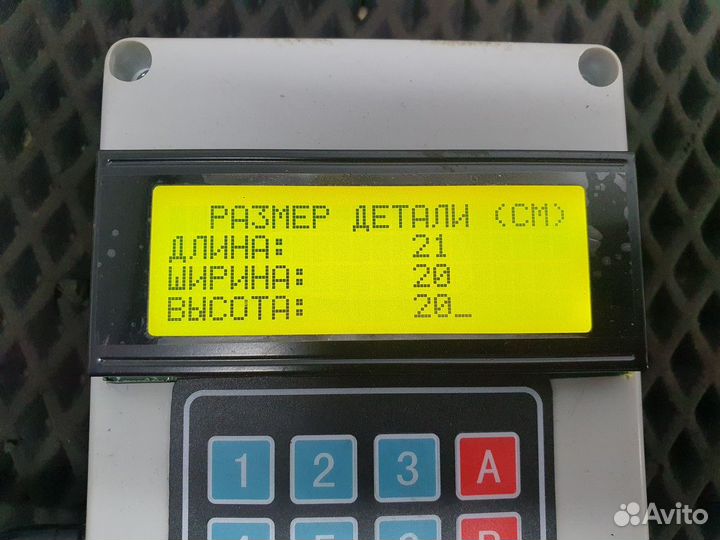 РАЗМЕР ДЕТАЛИ (СМ)
ДЛИНА: 21
ШИРИНА: 20
ВЫСОТА: 20_
1 2 3 A
Avito